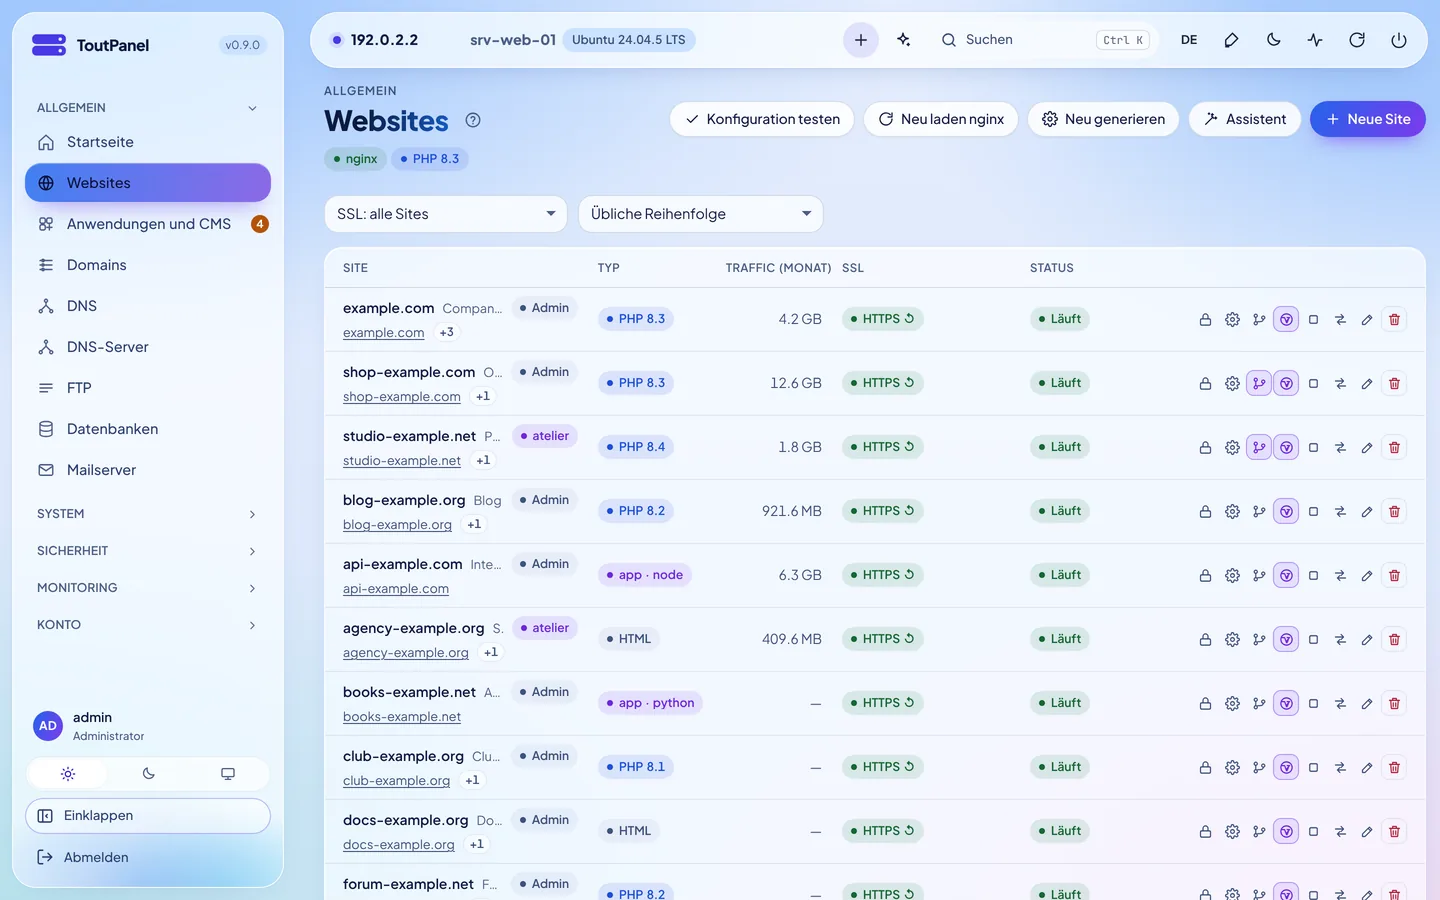 ToutPanel
v0.9.0
ALLGEMEIN
Startseite
Websites
Anwendungen und CMS
4
Domains
DNS
DNS-Server
FTP
Datenbanken
Mailserver
SYSTEM
SICHERHEIT
MONITORING
KONTO
AD
admin
Administrator
Einklappen
Abmelden
192.0.2.2
srv-web-01
Ubuntu 24.04.5 LTS
Suchen
Ctrl K
DE
ALLGEMEIN
Websites
Konfiguration testen
Neu laden nginx
Neu generieren
Assistent
Neue Site
nginx
PHP 8.3
SSL: alle Sites
Übliche Reihenfolge
SITE TYP TRAFFIC (MONAT) SSL STATUS
example.com Compan… Admin PHP 8.3 4.2 GB HTTPS Läuft
example.com +3
shop-example.com O… Admin PHP 8.3 12.6 GB HTTPS Läuft
shop-example.com +1
studio-example.net P… atelier PHP 8.4 1.8 GB HTTPS Läuft
studio-example.net +1
blog-example.org Blog Admin PHP 8.2 921.6 MB HTTPS Läuft
blog-example.org +1
api-example.com Inte… Admin app · node 6.3 GB HTTPS Läuft
api-example.com
agency-example.org S. atelier HTML 409.6 MB HTTPS Läuft
agency-example.org +1
books-example.net A… Admin app · python — HTTPS Läuft
books-example.net
club-example.org Clu… Admin PHP 8.1 — HTTPS Läuft
club-example.org +1
docs-example.org Do… Admin HTML — HTTPS Läuft
docs-example.org +1
forum-example.net F… Admin PHP 8.2 — HTTPS Läuft